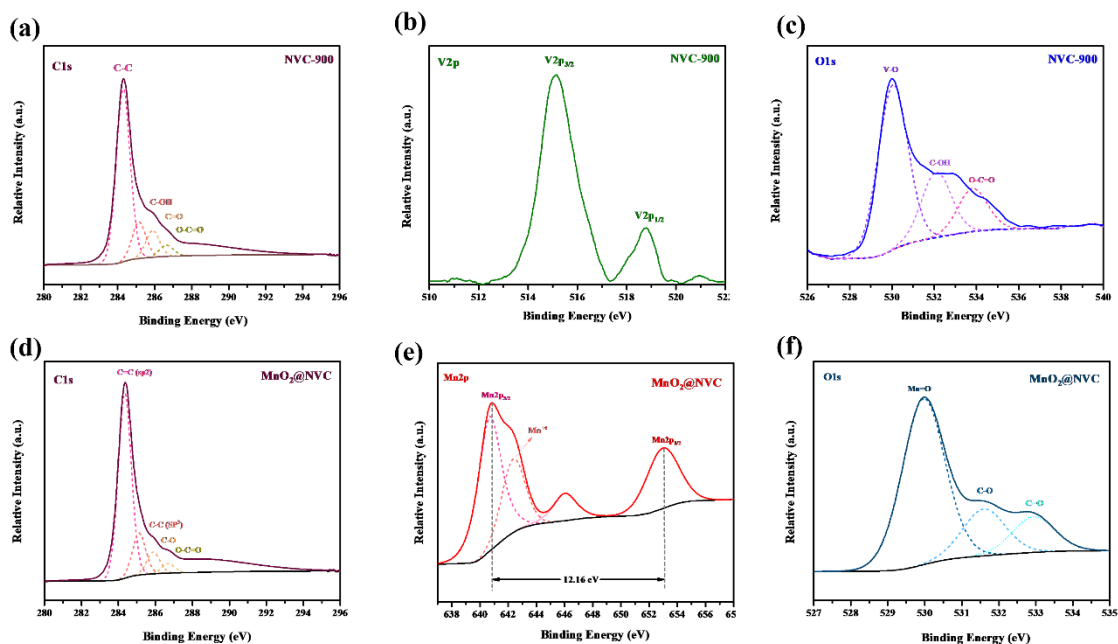 (a)
C1s
C-C
NVC-900
C-OH
C=O
O-C=O
Relative Intensity (a.u.)
280 282 284 286 288 290 292 294 296
Binding Energy (eV)
(b)
V2p
V2p3/2
NVC-900
V2p1/2
Relative Intensity (a.u.)
510 512 514 516 518 520 52
Binding Energy (eV)
(c)
O1s
V-O
NVC-900
C-OH
O-C=O
Relative Intensity (a.u.)
526 528 530 532 534 536 538 540
Binding Energy (eV)
(d)
C1s
C=C (sp2)
MnO2@NVC
C-C (SP3)
C-O
O-C=O
Relative Intensity (a.u.)
280 282 284 286 288 290 292 294 296
Binding Energy (eV)
(e)
Mn2p
MnO2@NVC
Mn2p3/2
Mn+4
Mn2p1/2
12.16 eV
Relative Intensity (a.u.)
638 640 642 644 646 648 650 652 654 656 65
Binding Energy (eV)
(f)
O1s
Mn=O
MnO2@NVC
C-O
C=O
Relative Intensity (a.u.)
527 528 529 530 531 532 533 534 535
Binding Energy (eV)